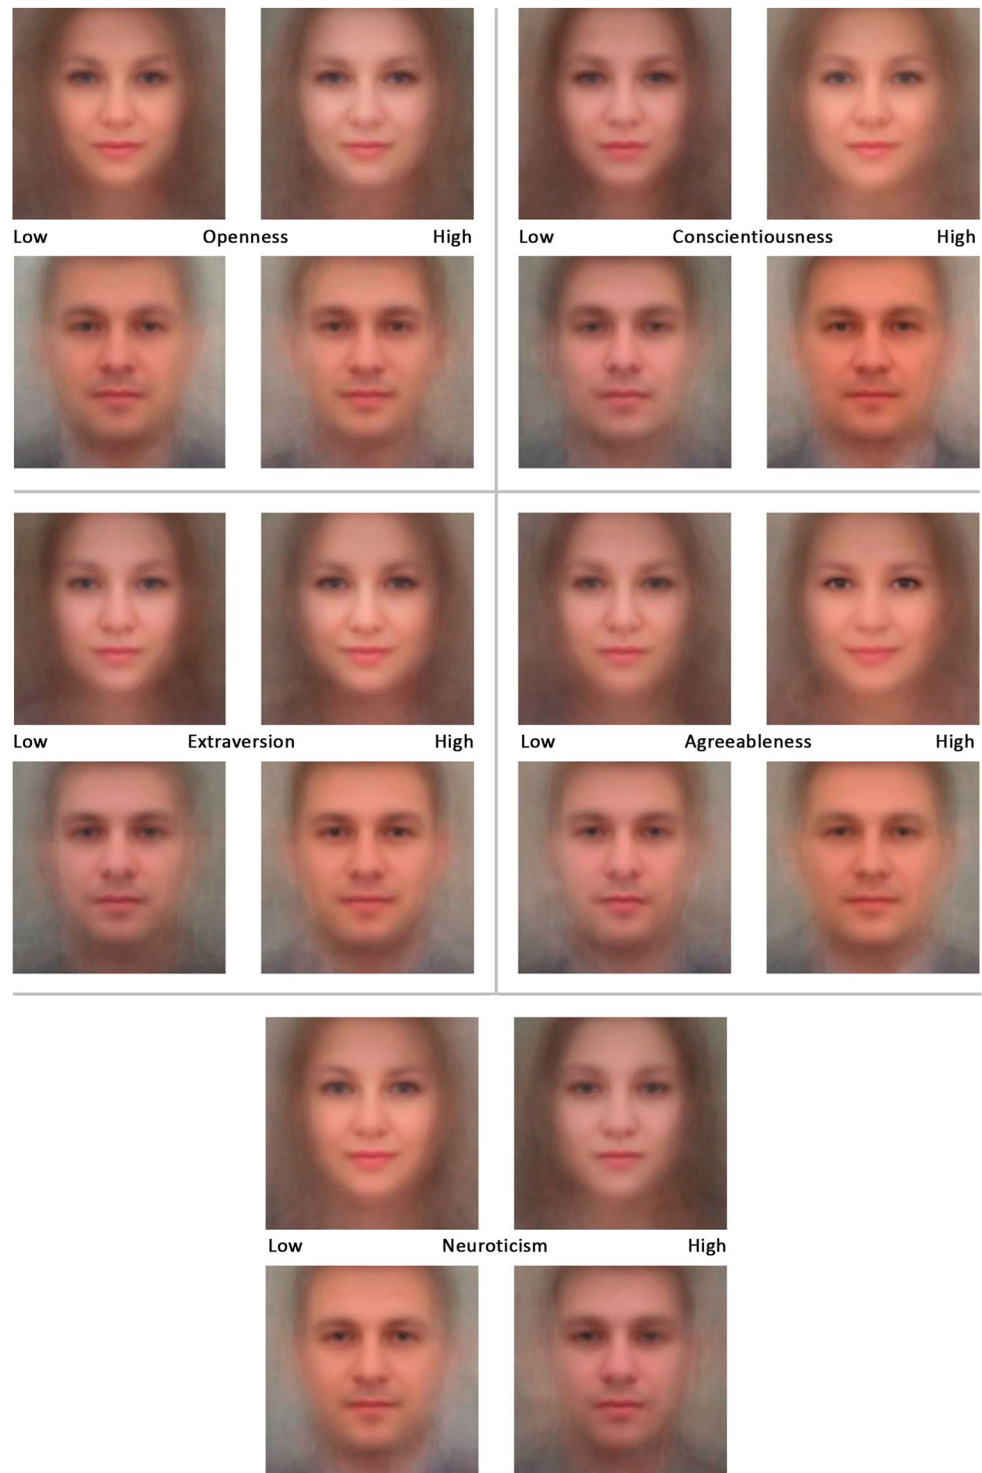 Low Openness High
Low Conscientiousness High
Low Extraversion High
Low Agreeableness High
Low Neuroticism High